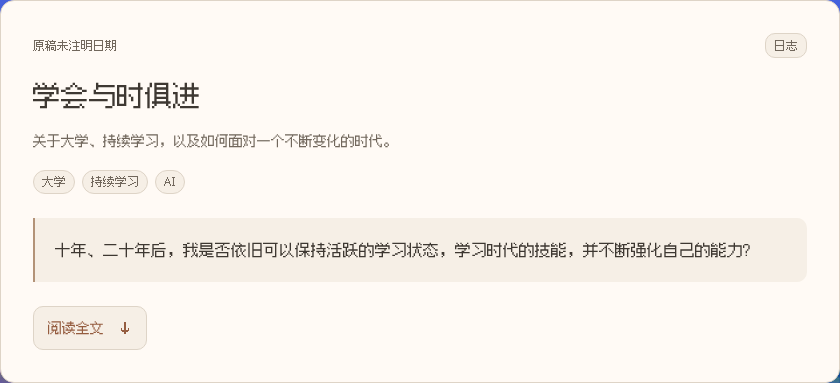 原稿未注明日期
日志
学会与时俱进
关于大学、持续学习，以及如何面对一个不断变化的时代。
大学 持续学习 AI
十年、二十年后，我是否依旧可以保持活跃的学习状态，学习时代的技能，并不断强化自己的能力？
阅读全文 ↓